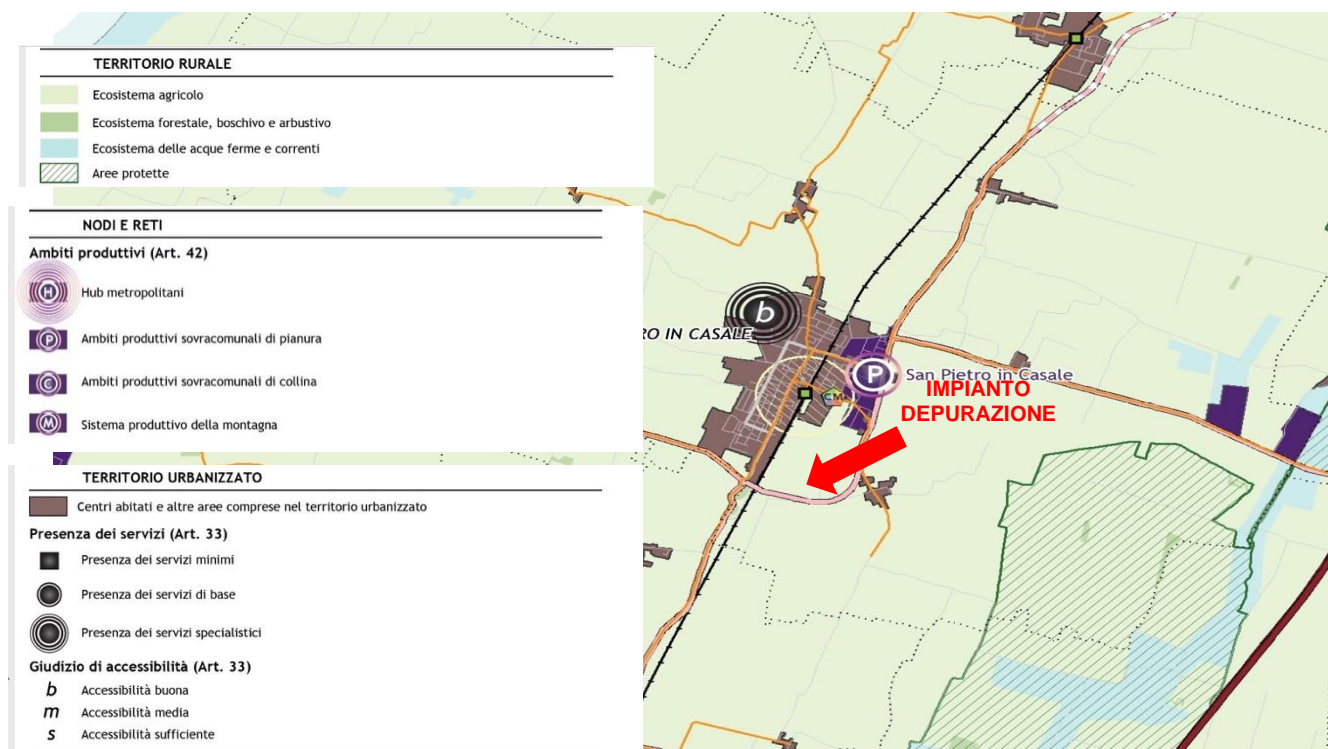 TERRITORIO RURALE
Ecosistema agricolo
Ecosistema forestale, boschivo e arbustivo
Ecosistema delle acque ferme e correnti
Aree protette
NODI E RETI
Ambiti produttivi (Art. 42)
H Hub metropolitani
P Ambiti produttivi sovracomunali di pianura
C Ambiti produttivi sovracomunali di collina
M Sistema produttivo della montagna
TERRITORIO URBANIZZATO
Centri abitati e altre aree comprese nel territorio urbanizzato
Presenza dei servizi (Art. 33)
Presenza dei servizi minimi
Presenza dei servizi di base
Presenza dei servizi specialistici
Giudizio di accessibilità (Art. 33)
b Accessibilità buona
m Accessibilità media
s Accessibilità sufficiente
b
RO IN CASALE
P
San Pietro in Casale
CM
IMPIANTO
DEPURAZIONE